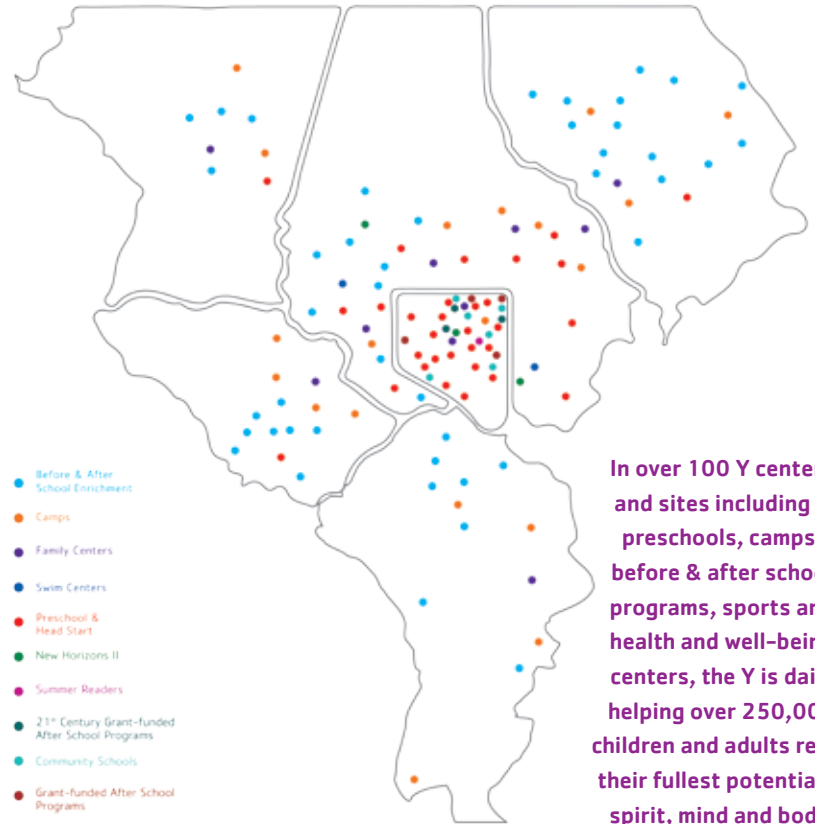 Before & After
School Enrichment
Camps
Family Centers
Swim Centers
Preschool &
Head Start
New Horizons II
Summer Readers
21st Century Grant-funded
After School Programs
Community Schools
Grant-funded After School
Programs
In over 100 Y center
and sites including
preschools, camps
before & after schoo
programs, sports ar
health and well-bein
centers, the Y is dai
helping over 250,00
children and adults re
their fullest potentia
spirit, mind and bod